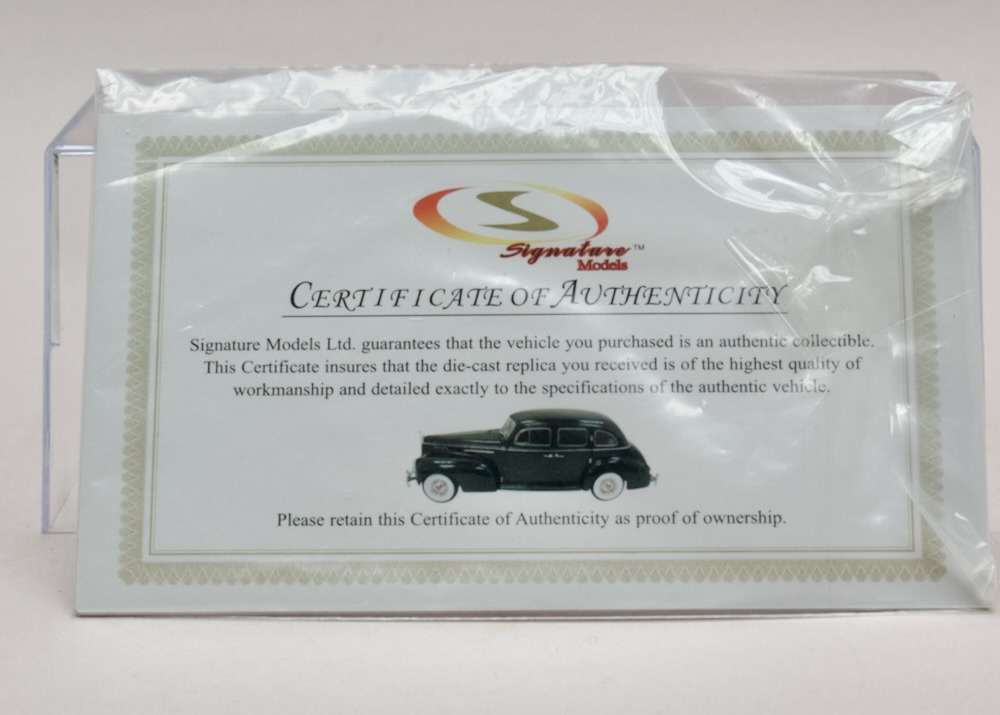 S
Signature™
Models
CERTIFICATE OF AUTHENTICITY
Signature Models Ltd. guarantees that the vehicle you purchased is an authentic collectible.
This Certificate insures that the die-cast replica you received is of the highest quality of
workmanship and detailed exactly to the specifications of the authentic vehicle.
Please retain this Certificate of Authenticity as proof of ownership.